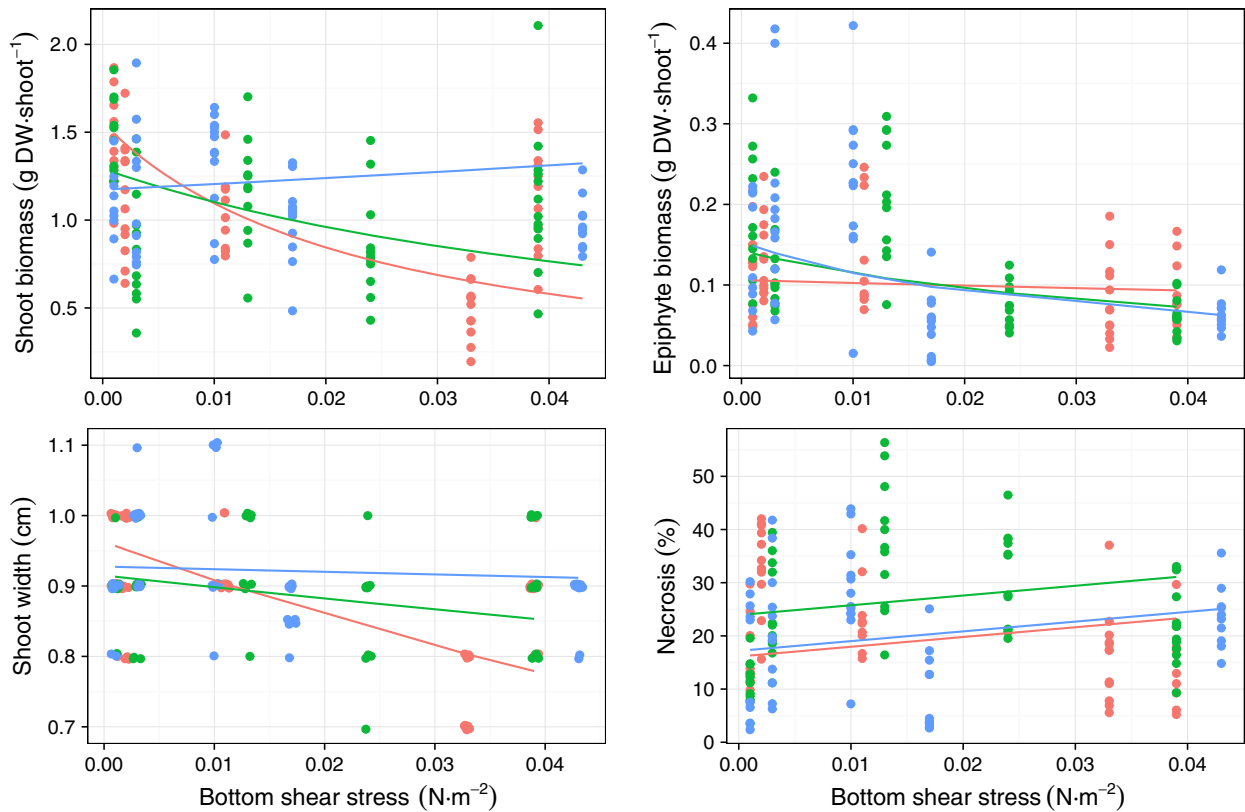 Shoot biomass (g DW·shoot⁻¹)
2.0
1.5
1.0
0.5
0.00 0.01 0.02 0.03 0.04
Epiphyte biomass (g DW·shoot⁻¹)
0.4
0.3
0.2
0.1
0.0
0.00 0.01 0.02 0.03 0.04
Shoot width (cm)
1.1
1.0
0.9
0.8
0.7
0.00 0.01 0.02 0.03 0.04
Bottom shear stress (N·m⁻²)
Necrosis (%)
50
40
30
20
10
0
0.00 0.01 0.02 0.03 0.04
Bottom shear stress (N·m⁻²)